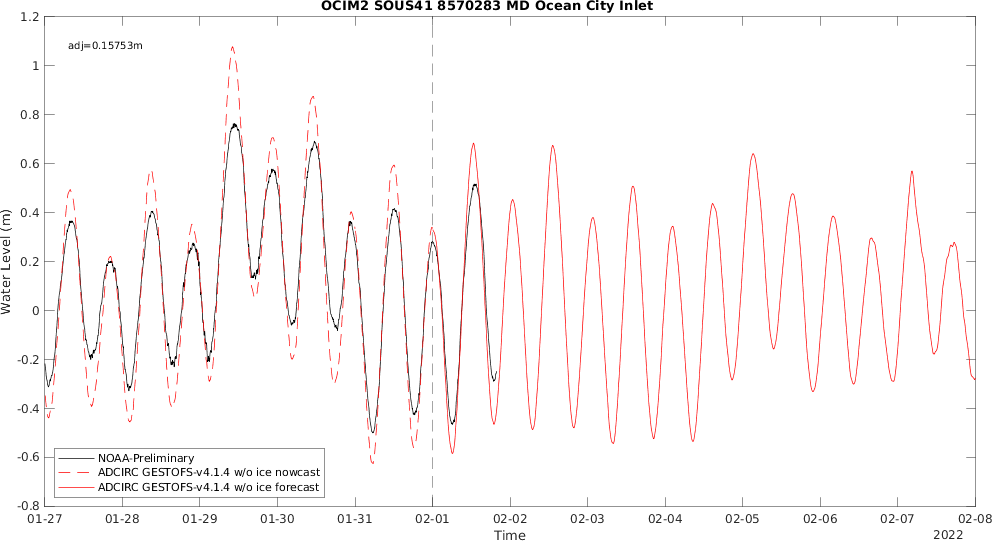 OCIM2 SOUS41 8570283 MD Ocean City Inlet
adj=0.15753m
1.2
1
0.8
0.6
0.4
0.2
0
-0.2
-0.4
-0.6
-0.8
Water Level (m)
NOAA-Preliminary
ADCIRC GESTOFS-v4.1.4 w/o ice nowcast
ADCIRC GESTOFS-v4.1.4 w/o ice forecast
01-27 01-28 01-29 01-30 01-31 02-01 02-02 02-03 02-04 02-05 02-06 02-07 02-08
Time
2022